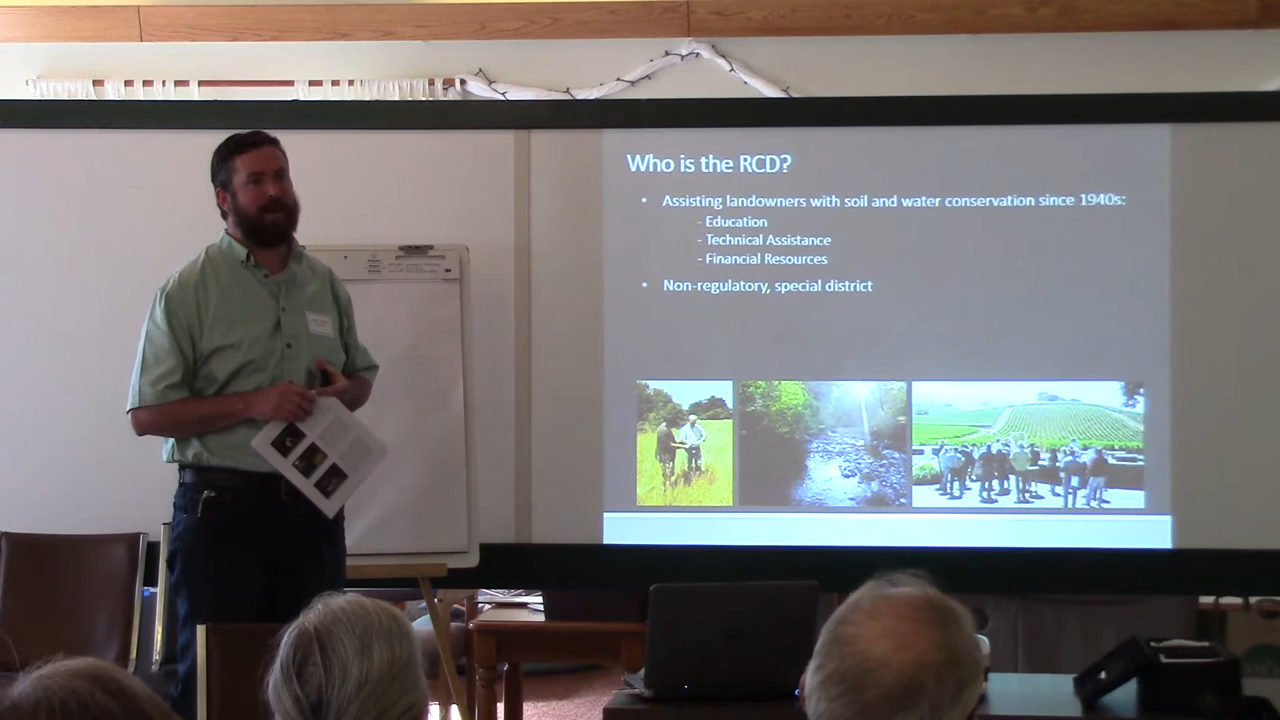 Who is the RCD?
• Assisting landowners with soil and water conservation since 1940s:
- Education
- Technical Assistance
- Financial Resources
• Non-regulatory, special district